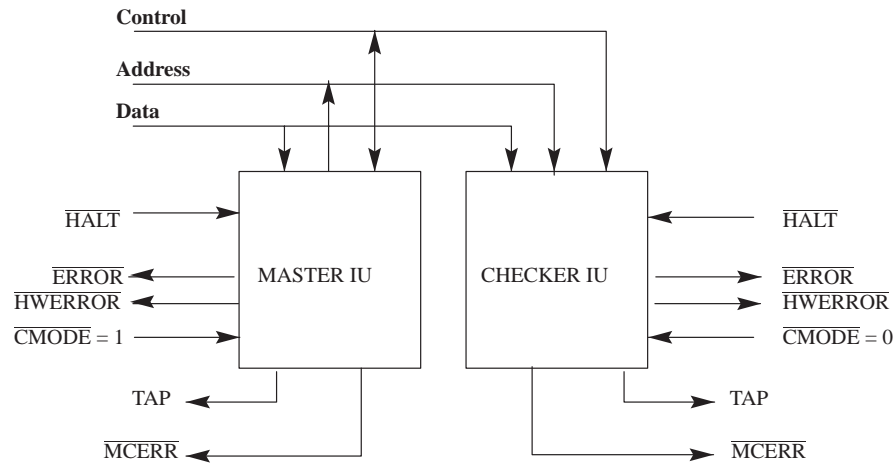 Control
Address
Data
HALT
HALT
ERROR
MASTER IU
CHECKER IU
ERROR
HWERROR
HWERROR
CMODE = 1
CMODE = 0
TAP
TAP
MCERR
MCERR